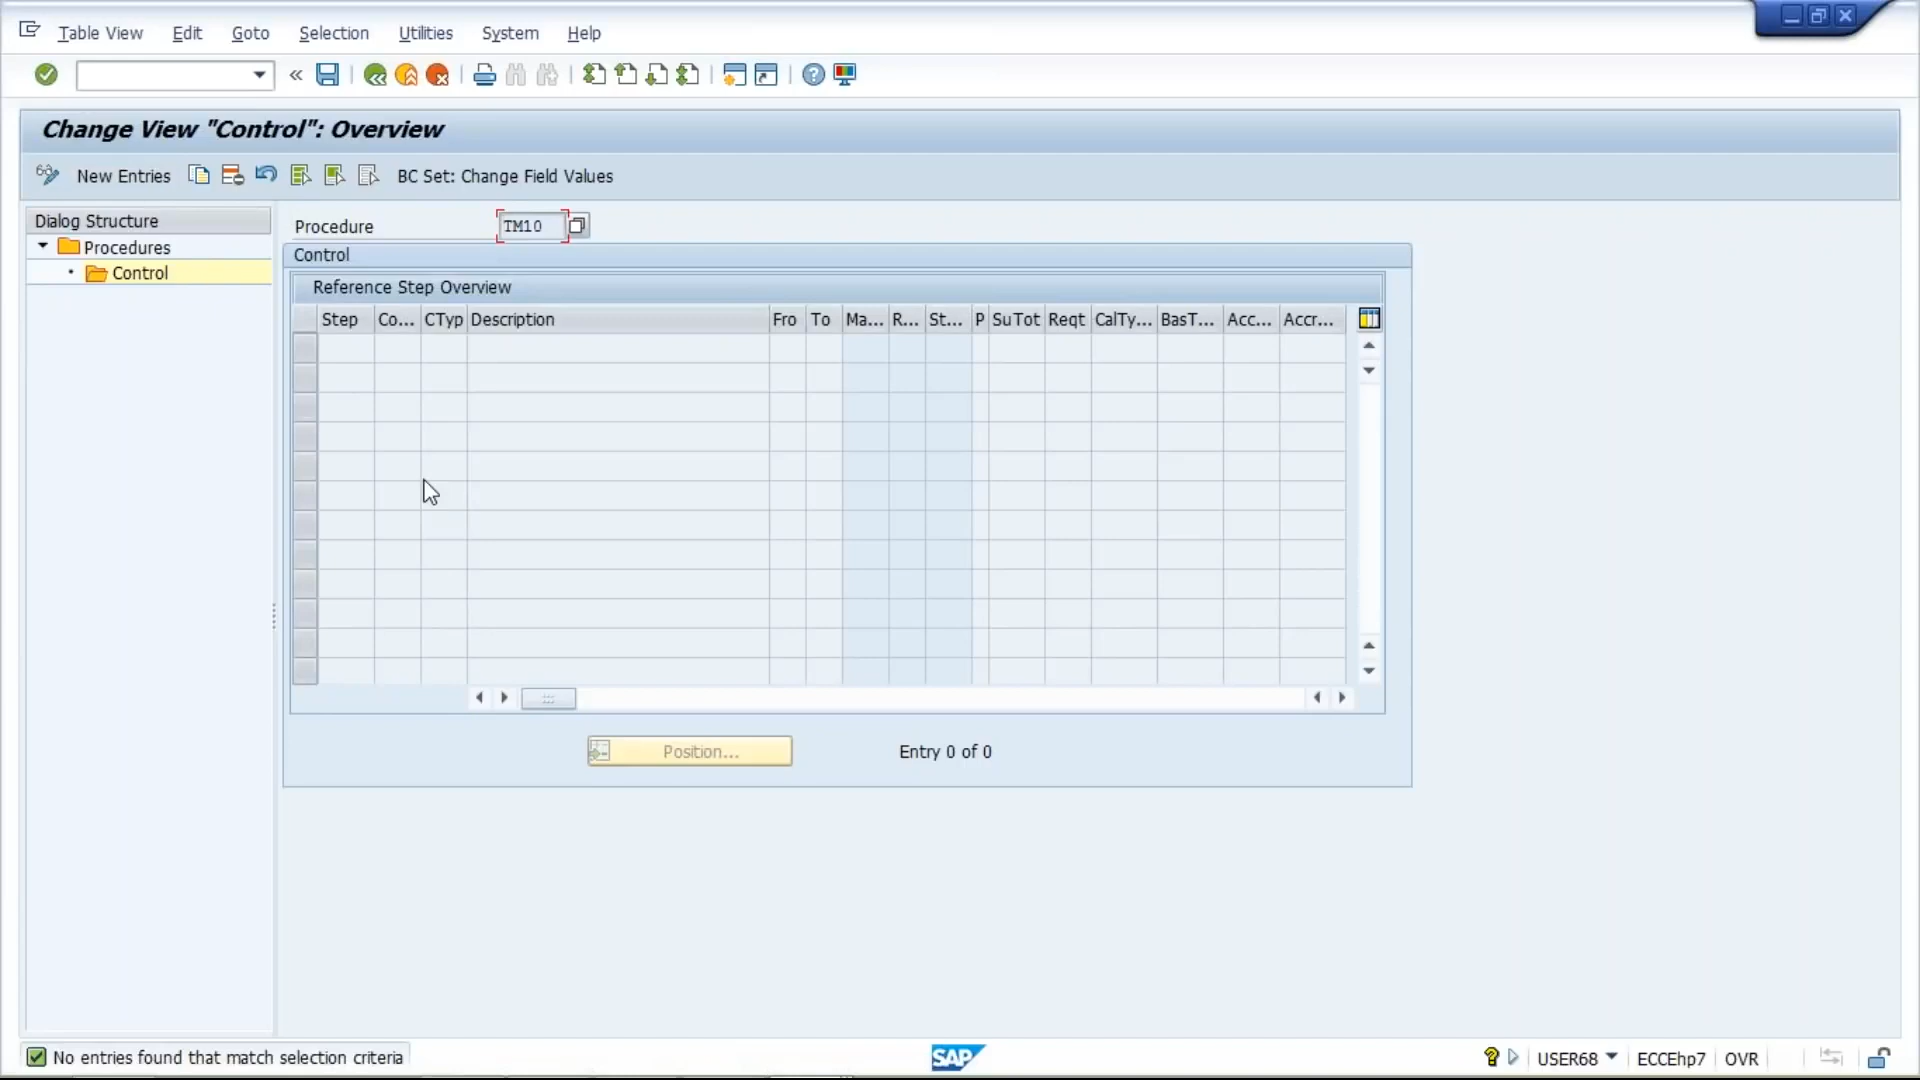 Table View Edit Goto Selection Utilities System Help
Change View "Control": Overview
New Entries BC Set: Change Field Values
Dialog Structure
Procedures
Control
Procedure TM10
Control
Reference Step Overview
Step Co... CTyp Description Fro To Ma... R... St... P SuTot Reqt CalTy... BasT... Acc... Accr...
Position... Entry 0 of 0
No entries found that match selection criteria SAP USER68 ECCEhp7 OVR